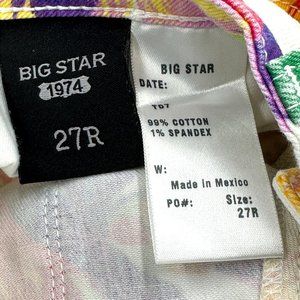 BIG STAR
1974
27R
BIG STAR
DATE:
99% COTTON
1% SPANDEX
W:
Made in Mexico
PO#: Size:
27R